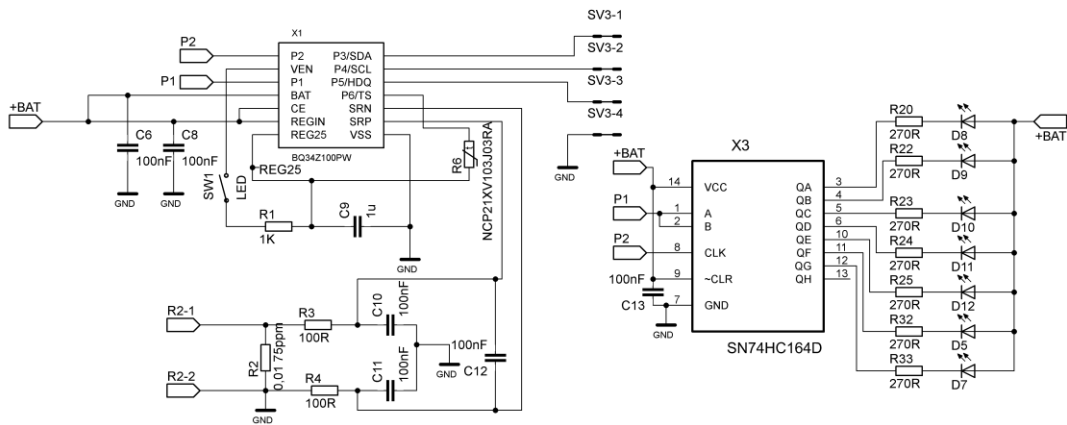 SV3-1
SV3-2
SV3-3
SV3-4
GND
P2
P1
+BAT
X1
P2
VEN
P1
BAT
CE
REGIN
REG25
P3/SDA
P4/SCL
P5/HDQ
P6/TS
SRN
SRP
VSS
BQ34Z100PW
C6
100nF
GND
C8
100nF
GND
SW1
LED
REG25
R1
1K
C9
1u
GND
R6
NCP21XV103J03RA
R2-1
R2-2
R2
0,01 75ppm
GND
R3
100R
R4
100R
C10
100nF
C11
100nF
GND
100nF
C12
+BAT
P1
P2
100nF
C13
GND
X3
14
VCC
1
A
2
B
8
CLK
9
~CLR
7
GND
QA
3
QB
4
QC
5
QD
6
QE
10
QF
11
QG
12
QH
13
SN74HC164D
R20
270R
D8
+BAT
R22
270R
D9
R23
270R
D10
R24
270R
D11
R25
270R
D12
R32
270R
D5
R33
270R
D7